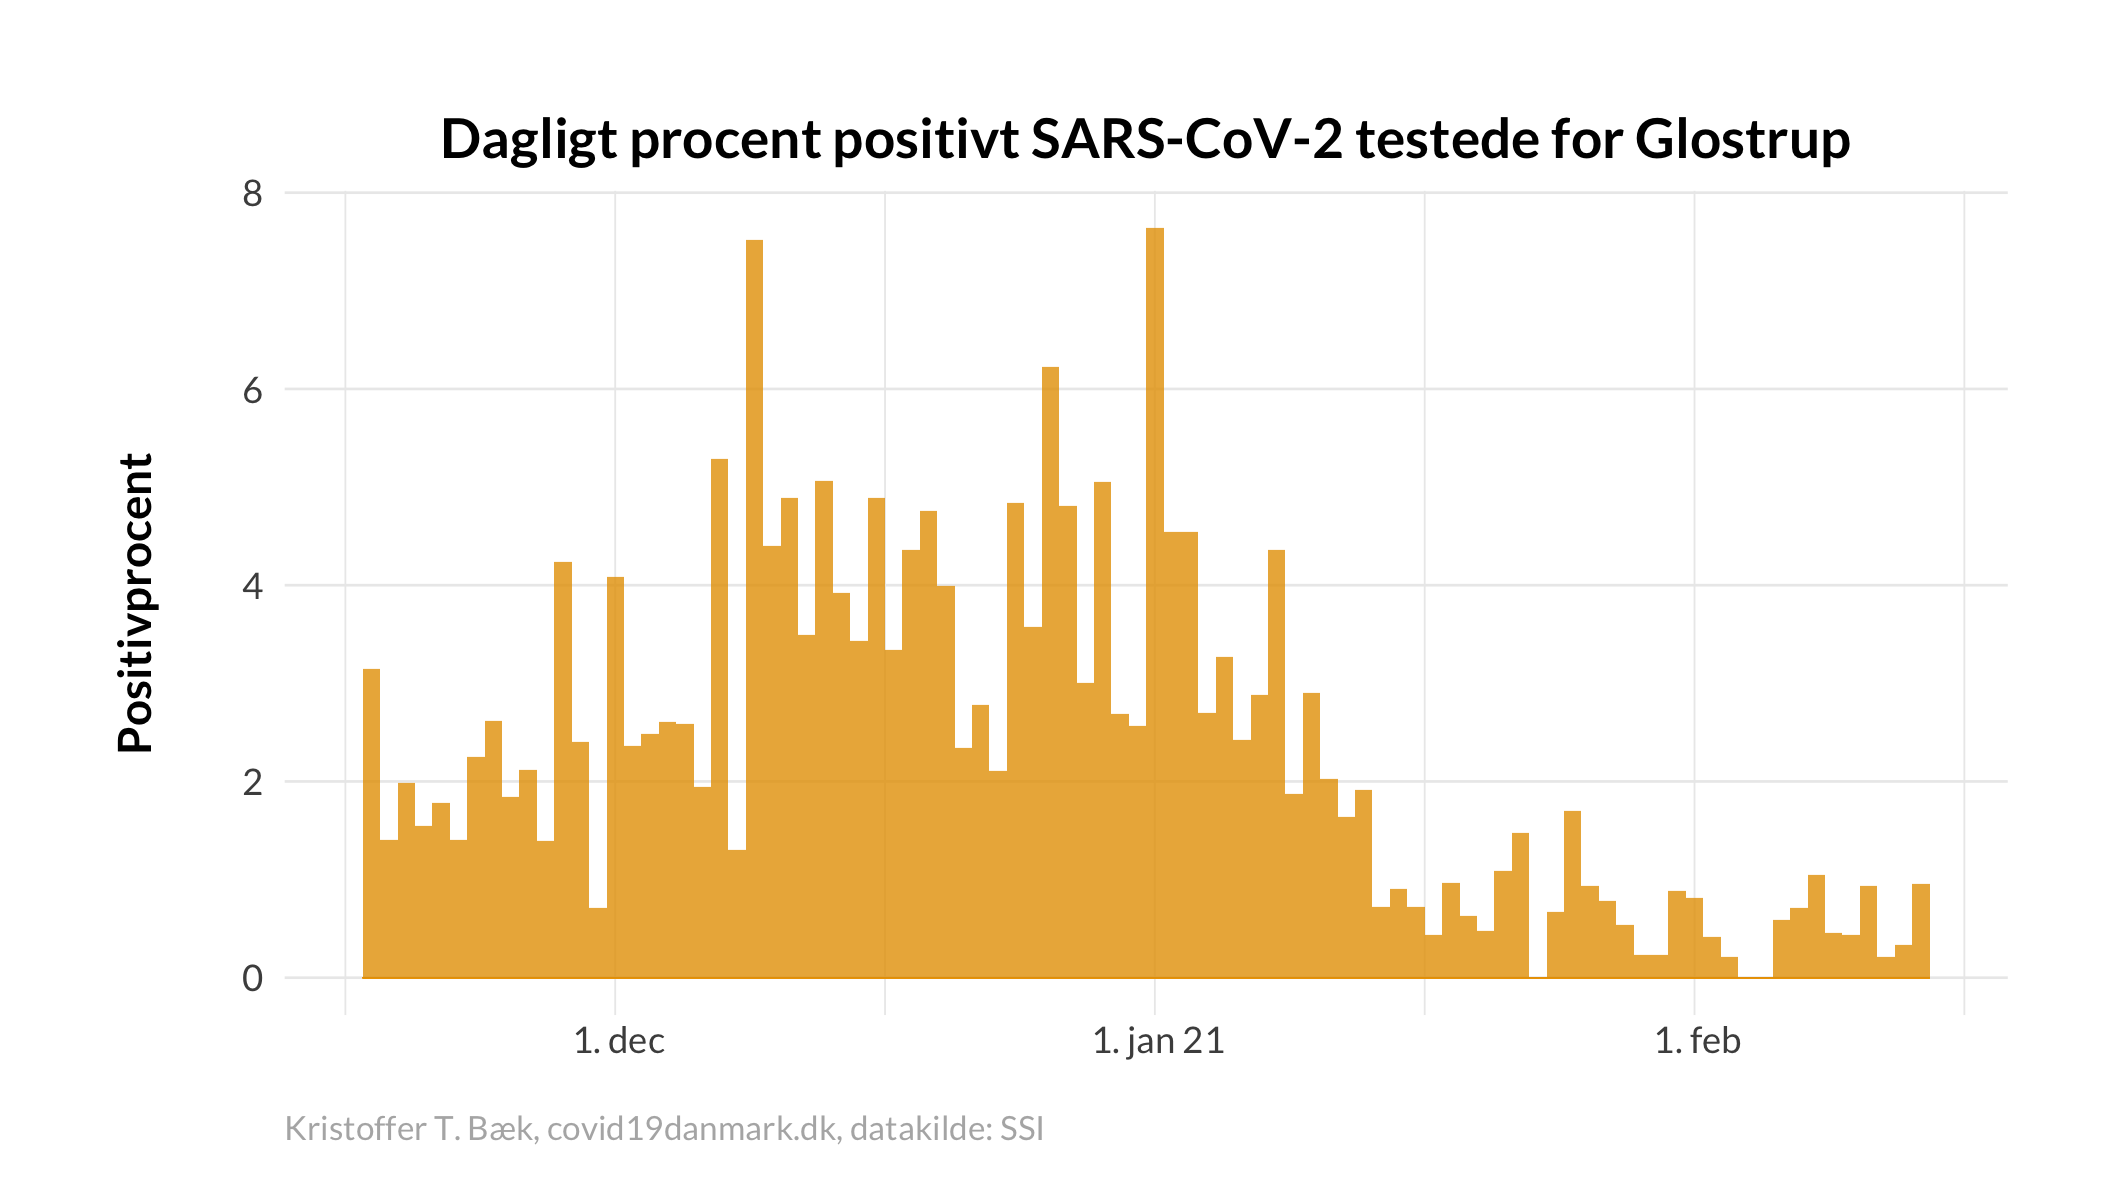 Dagligt procent positivt SARS-CoV-2 testede for Glostrup
Positivprocent
8
6
4
2
0
1. dec
1. jan 21
1. feb
Kristoffer T. Bæk, covid19danmark.dk, datakilde: SSI